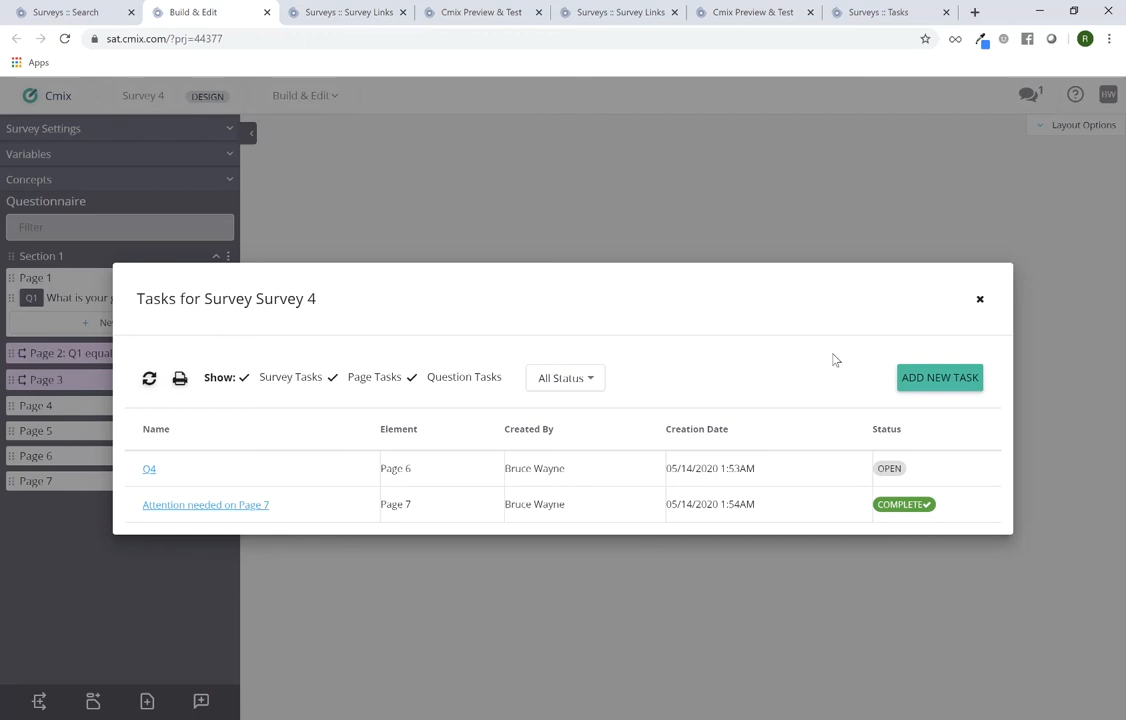 Surveys :: Search
Build & Edit
Surveys :: Survey Links
Cmix Preview & Test
Surveys :: Survey Links
Cmix Preview & Test
Surveys :: Tasks
sat.cmix.com/?prj=44377
R
Apps
Cmix
Survey 4
DESIGN
Build & Edit
1
BW
Survey Settings
Layout Options
Variables
Concepts
Questionnaire
Filter
Section 1
Page 1
Q1 What is your g
+ Ne
Page 2: Q1 equal
Page 3
Page 4
Page 5
Page 6
Page 7
Tasks for Survey Survey 4
Show: Survey Tasks Page Tasks Question Tasks
All Status
ADD NEW TASK
Name Element Created By Creation Date Status
Q4 Page 6 Bruce Wayne 05/14/2020 1:53AM OPEN
Attention needed on Page 7 Page 7 Bruce Wayne 05/14/2020 1:54AM COMPLETE